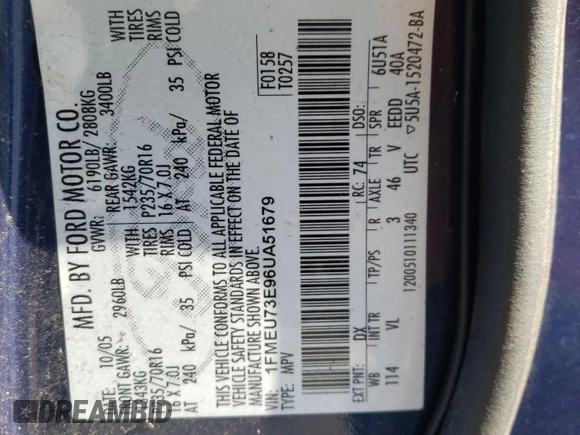 MFD. BY FORD MOTOR CO.
DATE: 10/05 GVWR: 6190LB/ 2808KG
FRONT GAWR: 2960LB REAR GAWR: 3400LB
1343KG WITH 1542KG WITH
P235/70R16 TIRES P235/70R16 TIRES
16 X 7.0J RIMS 16 X 7.0J RIMS
AT 240 kPa/ 35 PSI COLD AT 240 kPa/ 35 PSI COLD
THIS VEHICLE CONFORMS TO ALL APPLICABLE FEDERAL MOTOR
VEHICLE SAFETY STANDARDS IN EFFECT ON THE DATE OF
MANUFACTURE SHOWN ABOVE.
VIN: 1FMEU73E96UA51679 F0158
TYPE: MPV T0257
EXT PNT: DX RC: 74 DSO:
WB INT TR TP/PS R AXLE TR SPR 6U51A
114 VL 3 46 V EEDD 40A
1200510111340 UTC ▽5U5A-1520472-BA
DREAMBID